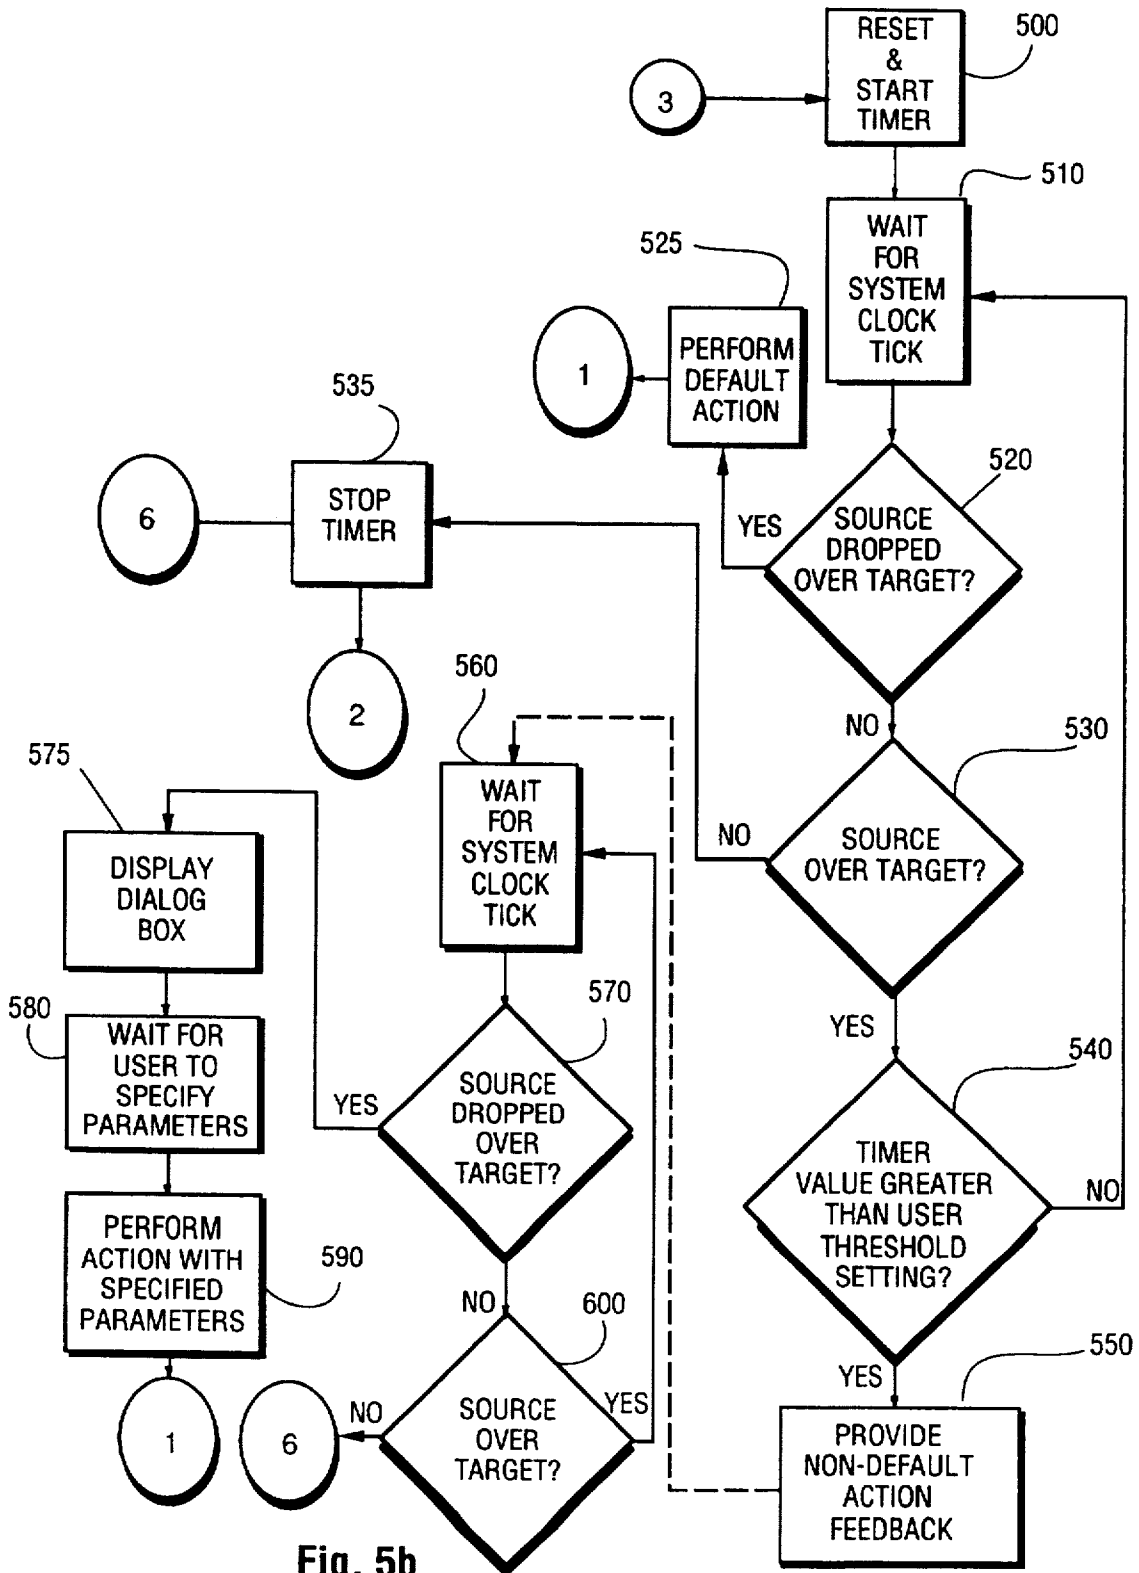 RESET
&
START
TIMER
500
3
510
WAIT
FOR
SYSTEM
CLOCK
TICK
525
PERFORM
DEFAULT
ACTION
1
535
STOP
TIMER
6
2
520
YES
SOURCE
DROPPED
OVER TARGET?
NO
530
SOURCE
OVER TARGET?
NO
YES
540
TIMER
VALUE GREATER
THAN USER
THRESHOLD
SETTING?
NO
YES
550
PROVIDE
NON-DEFAULT
ACTION
FEEDBACK
560
WAIT
FOR
SYSTEM
CLOCK
TICK
570
SOURCE
DROPPED
OVER
TARGET?
YES
NO
575
DISPLAY
DIALOG
BOX
580
WAIT FOR
USER TO
SPECIFY
PARAMETERS
PERFORM
ACTION WITH
SPECIFIED
PARAMETERS
590
1
600
SOURCE
OVER
TARGET?
YES
NO
6
Fig. 5b